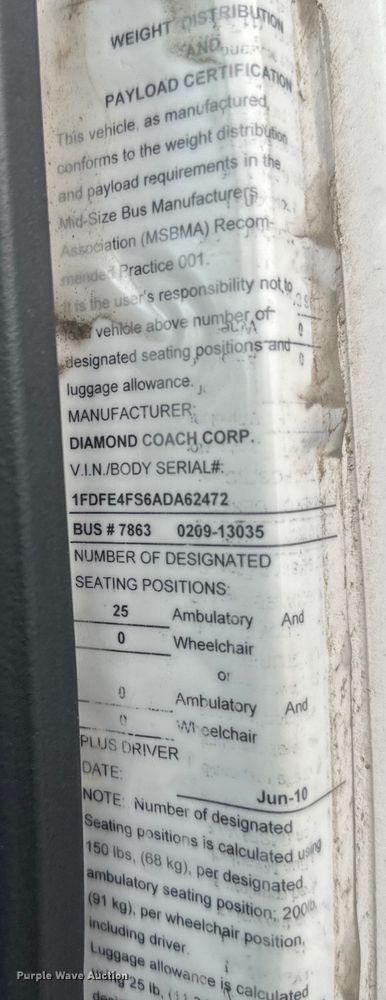 WEIGHT DISTRIBUTION
AND
PAYLOAD CERTIFICATION
This vehicle, as manufactured,
conforms to the weight distribution
and payload requirements in the
Mid-Size Bus Manufacturers
Association (MSBMA) Recom-
mended Practice 001.
It is the user's responsibility not to
vehicle above number of
designated seating positions and
luggage allowance.
MANUFACTURER:
DIAMOND COACH CORP.
V.I.N./BODY SERIAL#:
1FDFE4FS6ADA62472
BUS # 7863 0209-13035
NUMBER OF DESIGNATED
SEATING POSITIONS:
25 Ambulatory And
0 Wheelchair
or
0 Ambulatory And
0 Wheelchair
PLUS DRIVER
DATE: Jun-10
NOTE: Number of designated
Seating positions is calculated using
150 lbs, (68 kg), per designated
ambulatory seating position; 200lb,
(91 kg), per wheelchair position,
including driver.
Luggage allowance is calculated
25 lb,
Purple Wave Auction